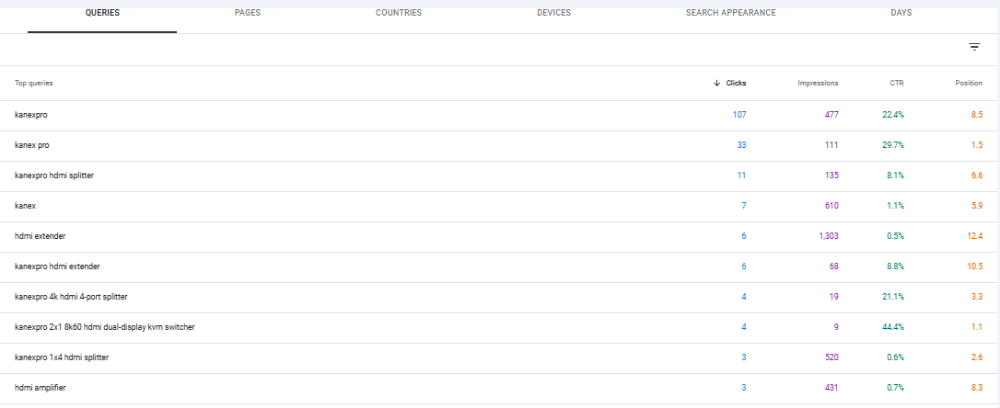 QUERIES PAGES COUNTRIES DEVICES SEARCH APPEARANCE DAYS
Top queries Clicks Impressions CTR Position
kanexpro 107 477 22.4% 8.5
kanex pro 33 111 29.7% 1.5
kanexpro hdmi splitter 11 135 8.1% 6.6
kanex 7 610 1.1% 5.9
hdmi extender 6 1,303 0.5% 12.4
kanexpro hdmi extender 6 68 8.8% 10.5
kanexpro 4k hdmi 4-port splitter 4 19 21.1% 3.3
kanexpro 2x1 8k60 hdmi dual-display kvm switcher 4 9 44.4% 1.1
kanexpro 1x4 hdmi splitter 3 520 0.6% 2.6
hdmi amplifier 3 431 0.7% 8.3